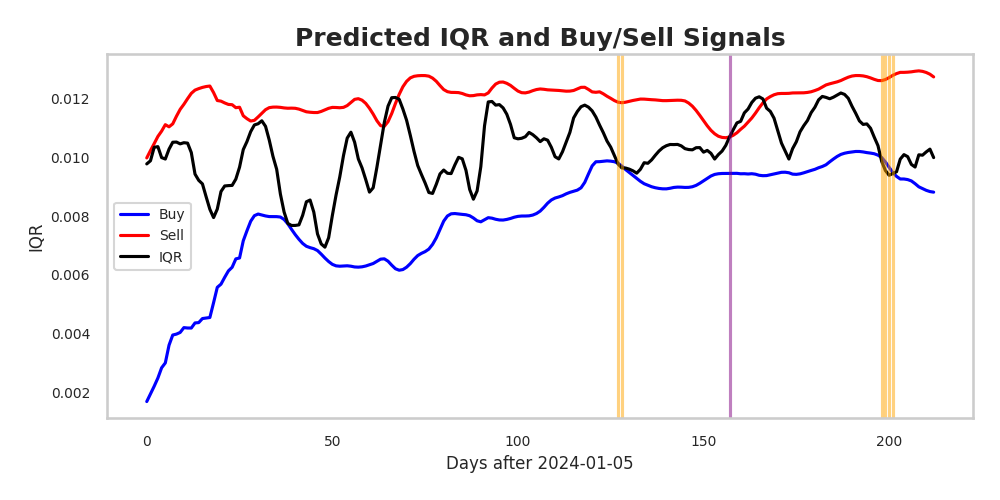 Predicted IQR and Buy/Sell Signals
0.012
0.010
0.008
0.006
0.004
0.002
IQR
Buy
Sell
IQR
0 50 100 150 200
Days after 2024-01-05